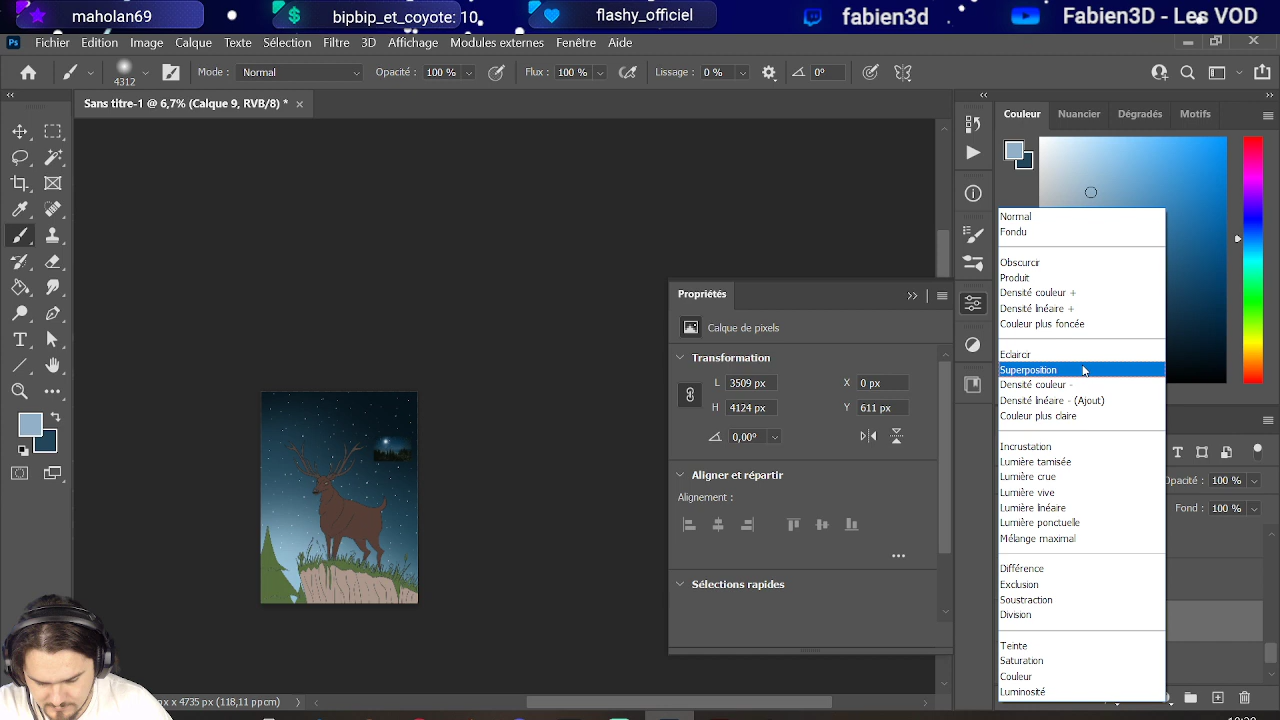 maholan69
bipbip_et_coyote: 10
flashy_officiel
fabien3d
Fabien3D - Les VOD
Ps Fichier Edition Image Calque Texte Sélection Filtre 3D Affichage Modules externes Fenêtre Aide
4312
Mode : Normal
Opacité : 100 %
Flux : 100 %
Lissage : 0 %
0°
Sans titre-1 @ 6,7% (Calque 9, RVB/8) *
Couleur Nuancier Dégradés Motifs
Normal
Fondu
Obscurcir
Produit
Densité couleur +
Densité linéaire +
Couleur plus foncée
Eclaircir
Superposition
Densité couleur -
Densité linéaire - (Ajout)
Couleur plus claire
Incrustation
Lumière tamisée
Lumière crue
Lumière vive
Lumière linéaire
Lumière ponctuelle
Mélange maximal
Différence
Exclusion
Soustraction
Division
Teinte
Saturation
Couleur
Luminosité
Propriétés
Calque de pixels
Transformation
L 3509 px X 0 px
H 4124 px Y 611 px
0,00°
Aligner et répartir
Alignement :
Sélections rapides
Opacité : 100 %
Fond : 100 %
px x 4735 px (118,11 ppcm)